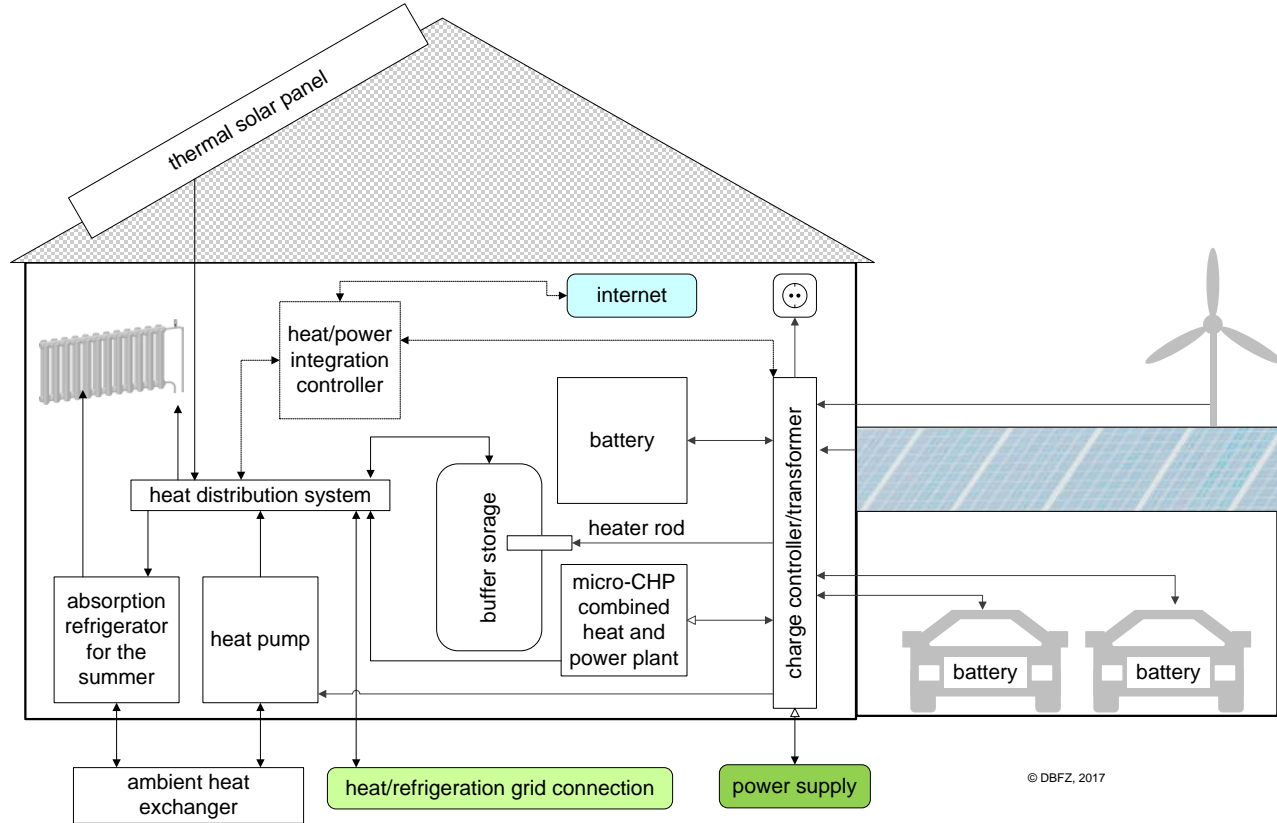 thermal solar panel
internet
heat/power
integration
controller
battery
charge controller/transformer
heat distribution system
buffer storage
heater rod
absorption
refrigerator
for the
summer
heat pump
micro-CHP
combined
heat and
power plant
battery
battery
ambient heat
exchanger
heat/refrigeration grid connection
power supply
© DBFZ, 2017